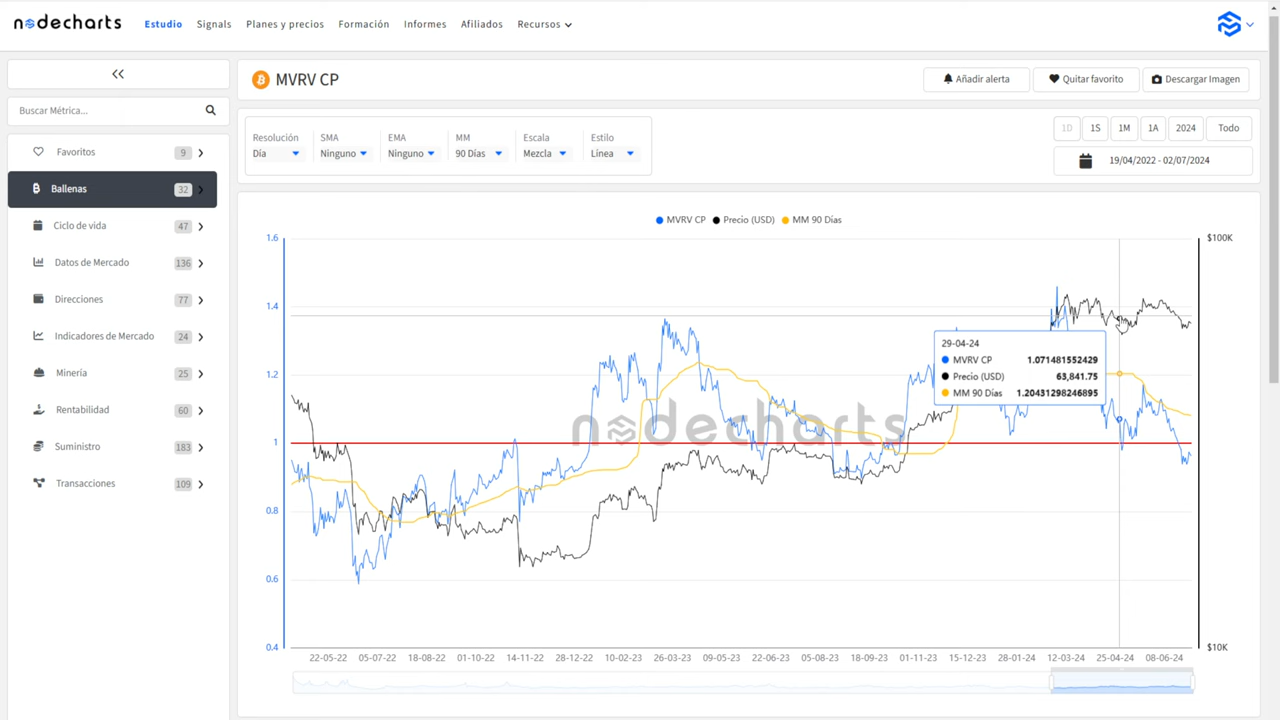 nodecharts
Estudio Signals Planes y precios Formación Informes Afiliados Recursos
MVRV CP
Añadir alerta Quitar favorito Descargar Imagen
Buscar Métrica...
Favoritos 9
Ballenas 32
Ciclo de vida 47
Datos de Mercado 136
Direcciones 77
Indicadores de Mercado 24
Minería 25
Rentabilidad 60
Suministro 183
Transacciones 109
Resolución SMA EMA MM Escala Estilo
Día Ninguno Ninguno 90 Días Mezcla Línea
1D 1S 1M 1A 2024 Todo
19/04/2022 - 02/07/2024
MVRV CP Precio (USD) MM 90 Días
1.6
1.4
1.2
1
0.8
0.6
0.4
$100K
$10K
nodecharts
29-04-24
MVRV CP 1.071481552429
Precio (USD) 63,841.75
MM 90 Días 1.20431298246895
22-05-22 05-07-22 18-08-22 01-10-22 14-11-22 28-12-22 10-02-23 26-03-23 09-05-23 22-06-23 05-08-23 18-09-23 01-11-23 15-12-23 28-01-24 12-03-24 25-04-24 08-06-24